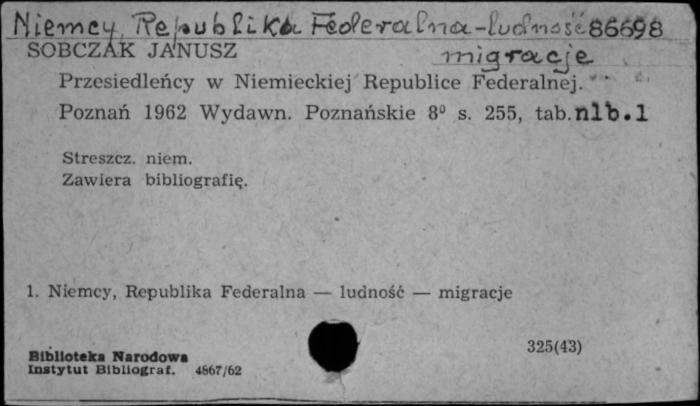 Niemcy, Republika Federalna - ludność 86698
SOBCZAK JANUSZ migracje
Przesiedleńcy w Niemieckiej Republice Federalnej.
Poznań 1962 Wydawn. Poznańskie 8⁰ s. 255, tab. nlb. 1
Streszcz. niem.
Zawiera bibliografię.
1. Niemcy, Republika Federalna — ludność — migracje
325(43)
Biblioteka Narodowa
Instytut Bibliograf. 4867/62